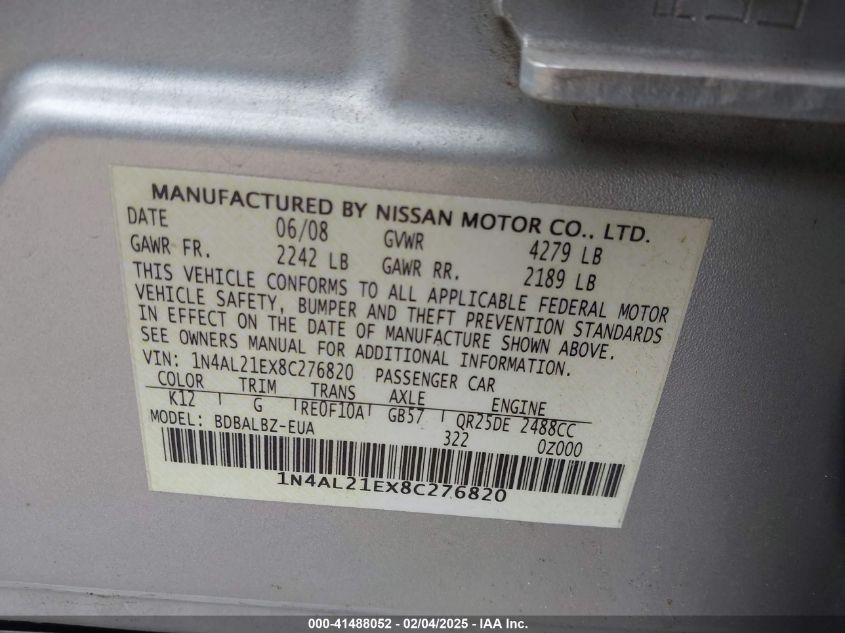 MANUFACTURED BY NISSAN MOTOR CO., LTD.
DATE 06/08 GVWR 4279 LB
GAWR FR. 2242 LB GAWR RR. 2189 LB
THIS VEHICLE CONFORMS TO ALL APPLICABLE FEDERAL MOTOR
VEHICLE SAFETY, BUMPER AND THEFT PREVENTION STANDARDS
IN EFFECT ON THE DATE OF MANUFACTURE SHOWN ABOVE.
SEE OWNERS MANUAL FOR ADDITIONAL INFORMATION.
VIN: 1N4AL21EX8C276820 PASSENGER CAR
COLOR TRIM TRANS AXLE ENGINE
K12 G RE0F10A GB57 QR25DE 2488CC
MODEL: BDBALBZ-EUA 322 0Z000
1N4AL21EX8C276820
000-41488052 - 02/04/2025 - IAA Inc.